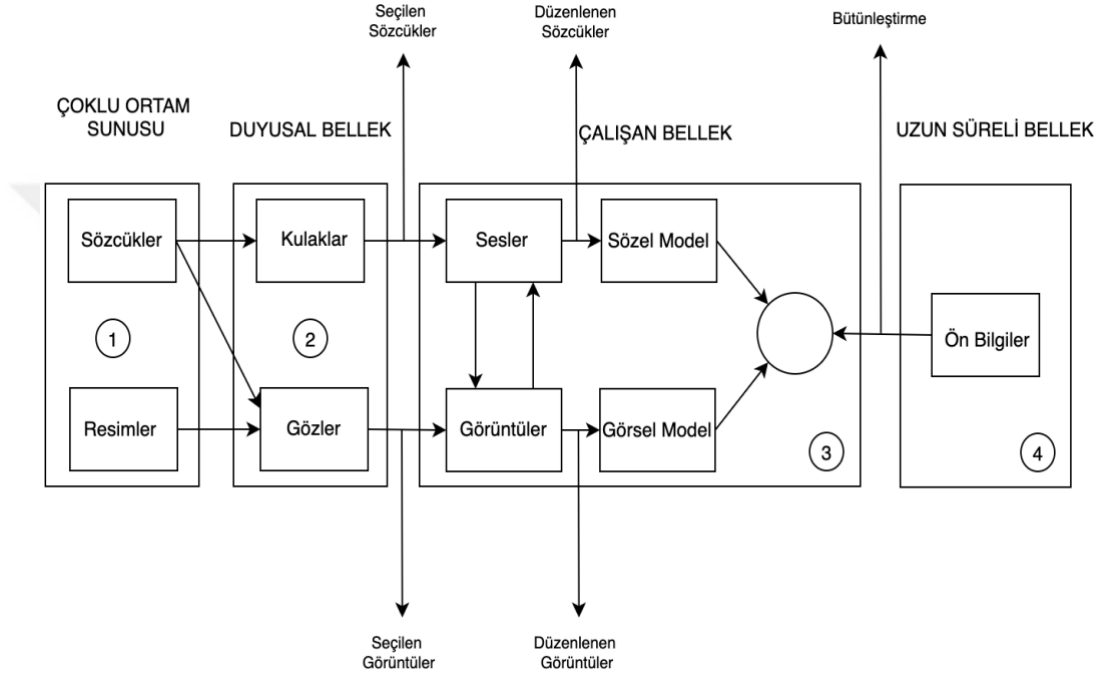 Seçilen
Sözcükler
Düzenlenen
Sözcükler
Bütünleştirme
ÇOKLU ORTAM
SUNUSU
DUYUSAL BELLEK
ÇALIŞAN BELLEK
UZUN SÜRELİ BELLEK
Sözcükler
Kulaklar
Sesler
Sözel Model
1
2
Ön Bilgiler
Resimler
Gözler
Görüntüler
Görsel Model
3
4
Seçilen
Görüntüler
Düzenlenen
Görüntüler